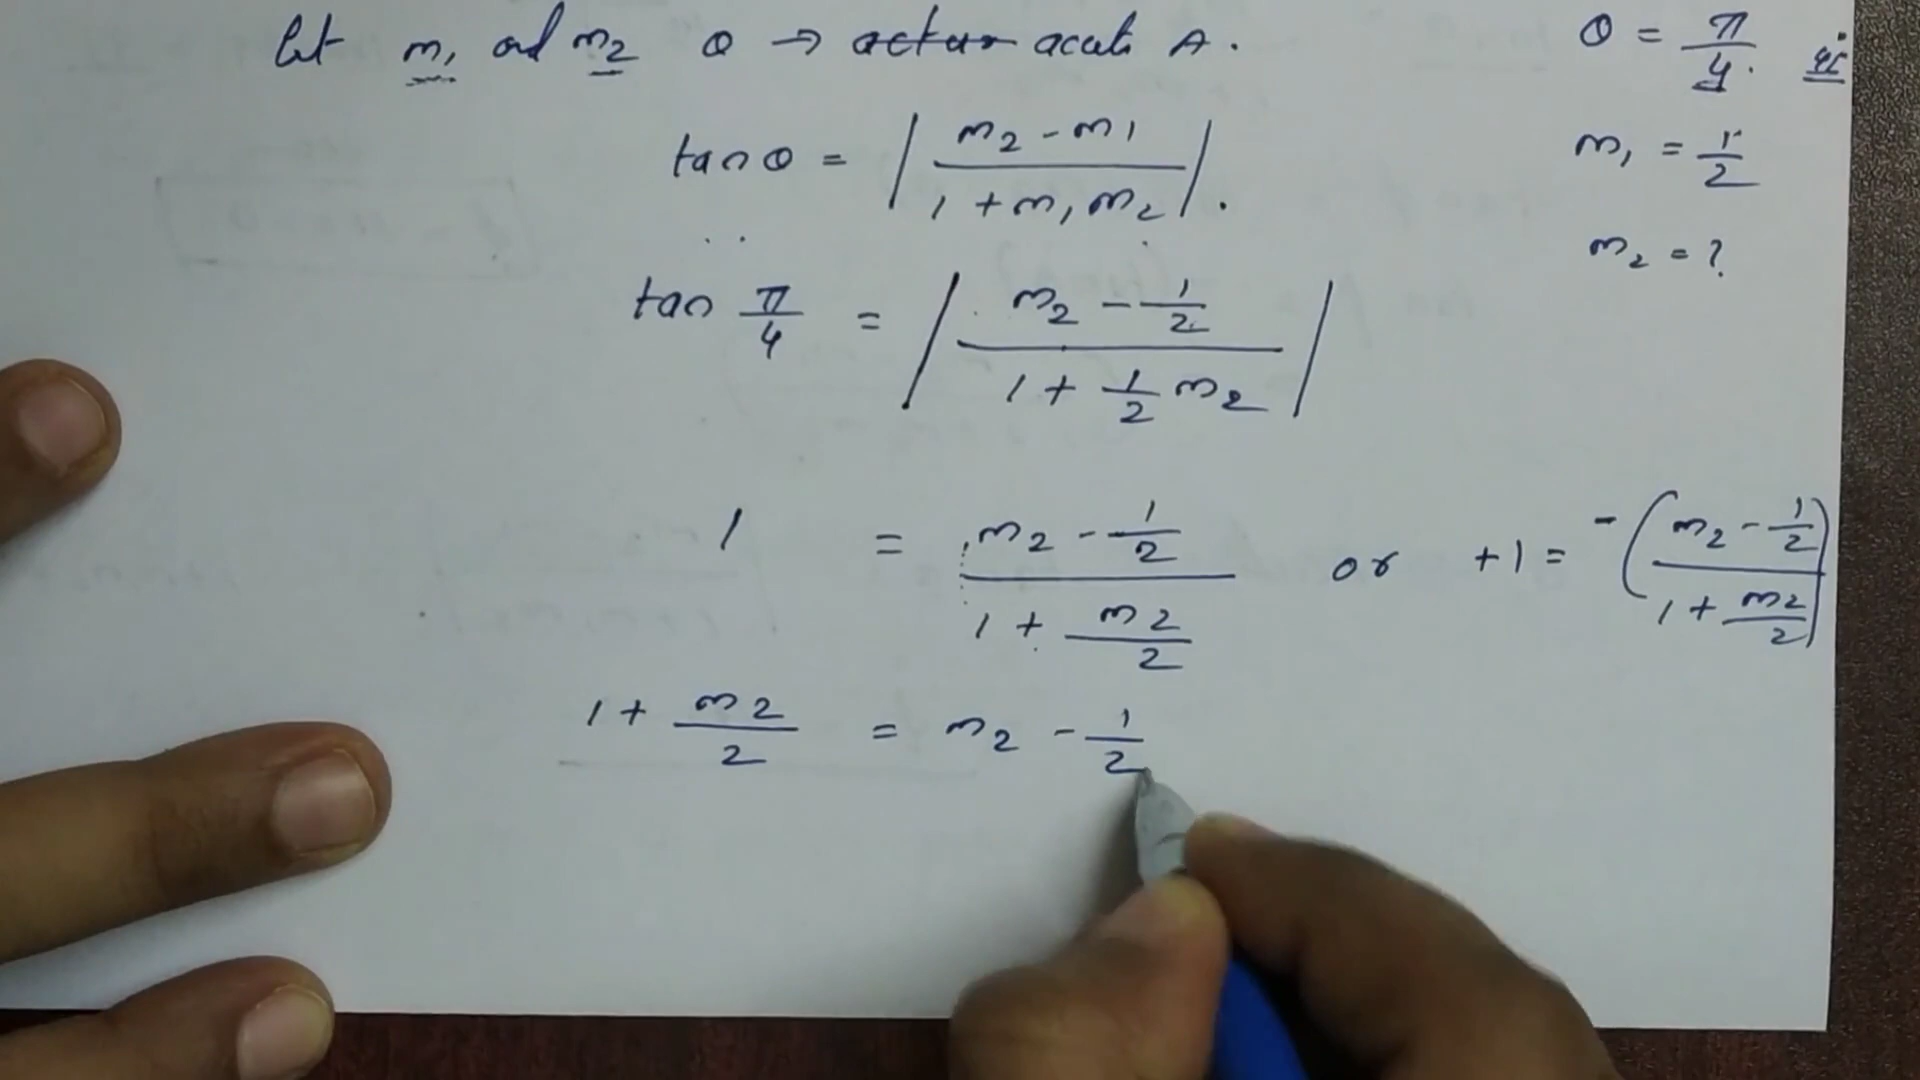 let m₁ and m₂ θ → acute A.
θ = π/4.
tan θ = | (m₂ - m₁) / (1 + m₁ m₂) |.
m₁ = 1/2
m₂ = ?
tan π/4 = | (m₂ - 1/2) / (1 + 1/2 m₂) |
1 = (m₂ - 1/2) / (1 + m₂/2) or +1 = -( (m₂ - 1/2) / (1 + m₂/2) )
1 + m₂/2 = m₂ - 1/2